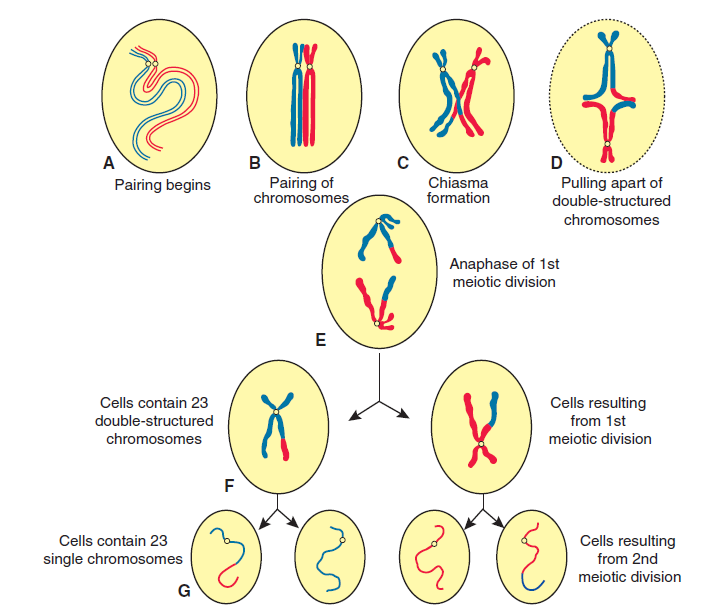 A
Pairing begins
B
Pairing of
chromosomes
C
Chiasma
formation
D
Pulling apart of
double-structured
chromosomes
Anaphase of 1st
meiotic division
E
Cells contain 23
double-structured
chromosomes
F
Cells resulting
from 1st
meiotic division
Cells contain 23
single chromosomes
G
Cells resulting
from 2nd
meiotic division